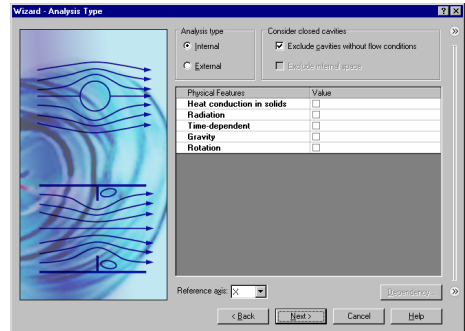 Wizard - Analysis Type
Analysis type
Internal
External
Consider closed cavities
Exclude cavities without flow conditions
Exclude internal space
Physical Features Value
Heat conduction in solids
Radiation
Time-dependent
Gravity
Rotation
Reference axis: X
Dependency...
< Back Next > Cancel Help